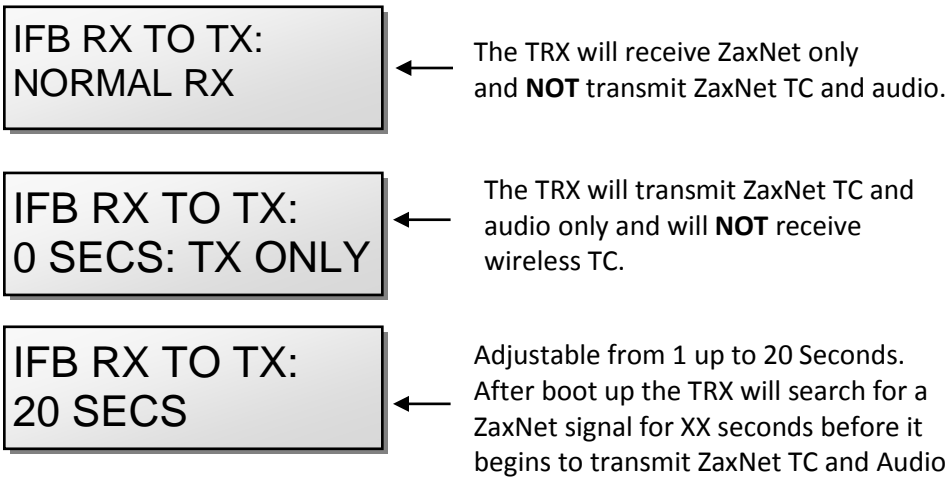 IFB RX TO TX:
NORMAL RX
The TRX will receive ZaxNet only
and NOT transmit ZaxNet TC and audio.
IFB RX TO TX:
0 SECS: TX ONLY
The TRX will transmit ZaxNet TC and
audio only and will NOT receive
wireless TC.
IFB RX TO TX:
20 SECS
Adjustable from 1 up to 20 Seconds.
After boot up the TRX will search for a
ZaxNet signal for XX seconds before it
begins to transmit ZaxNet TC and Audio